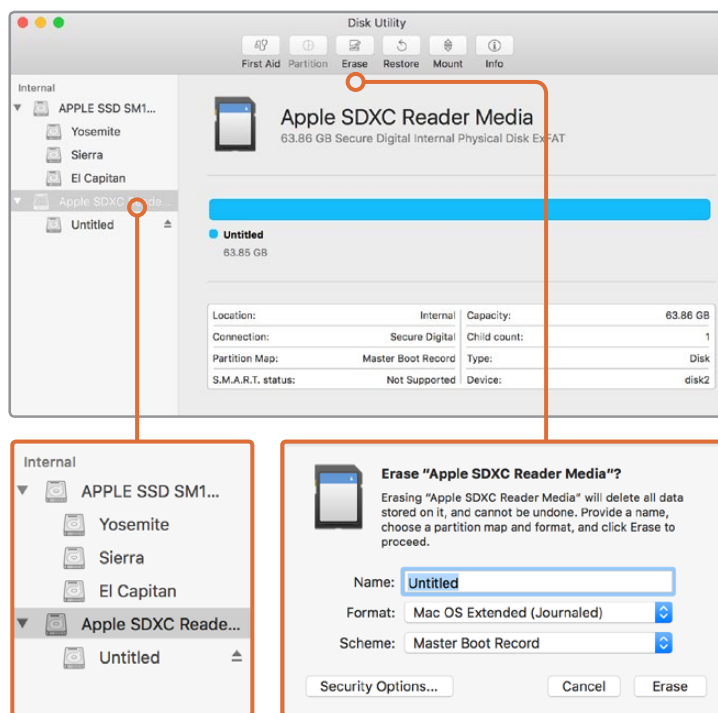 Disk Utility
First Aid Partition Erase Restore Mount Info
Internal
APPLE SSD SM1...
Yosemite
Sierra
El Capitan
Apple SDXC Reade...
Untitled
Apple SDXC Reader Media
63.86 GB Secure Digital Internal Physical Disk ExFAT
Untitled
63.85 GB
Location: Internal Capacity: 63.86 GB
Connection: Secure Digital Child count: 1
Partition Map: Master Boot Record Type: Disk
S.M.A.R.T. status: Not Supported Device: disk2
Internal
APPLE SSD SM1...
Yosemite
Sierra
El Capitan
Apple SDXC Reade...
Untitled
Erase "Apple SDXC Reader Media"?
Erasing "Apple SDXC Reader Media" will delete all data
stored on it, and cannot be undone. Provide a name,
choose a partition map and format, and click Erase to
proceed.
Name: Untitled
Format: Mac OS Extended (Journaled)
Scheme: Master Boot Record
Security Options... Cancel Erase